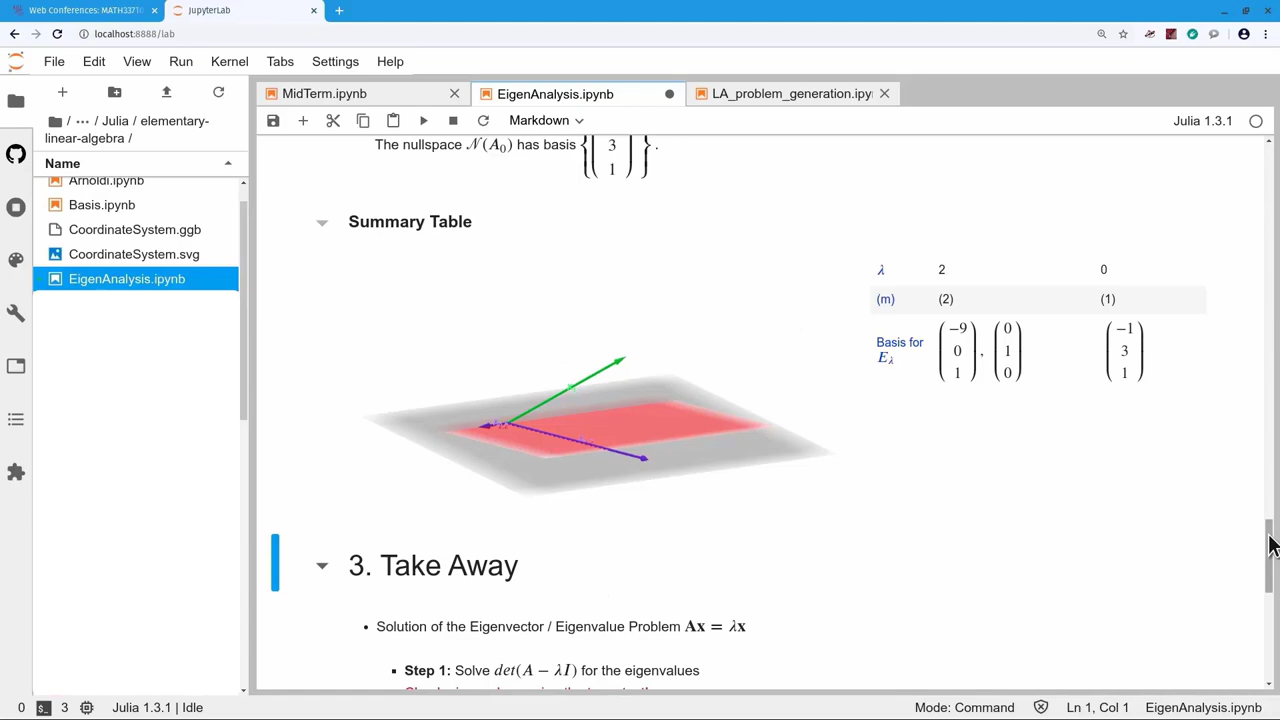 Web Conferences: MATH3371
JupyterLab
localhost:8888/lab
File Edit View Run Kernel Tabs Settings Help
/ ··· / Julia / elementary-
linear-algebra /
Name
Arnoldi.ipynb
Basis.ipynb
CoordinateSystem.ggb
CoordinateSystem.svg
EigenAnalysis.ipynb
MidTerm.ipynb
EigenAnalysis.ipynb
LA_problem_generation.ipy
Markdown
Julia 1.3.1
The nullspace 𝒩(A₀) has basis {( 3 1 )} .
Summary Table
λ 2 0
(m) (2) (1)
Basis for E_λ (−9 0 1) , (0 1 0) (−1 3 1)
3. Take Away
• Solution of the Eigenvector / Eigenvalue Problem Ax = λx
▪ Step 1: Solve det(A − λI) for the eigenvalues
0 3 Julia 1.3.1 | Idle
Mode: Command
Ln 1, Col 1
EigenAnalysis.ipynb